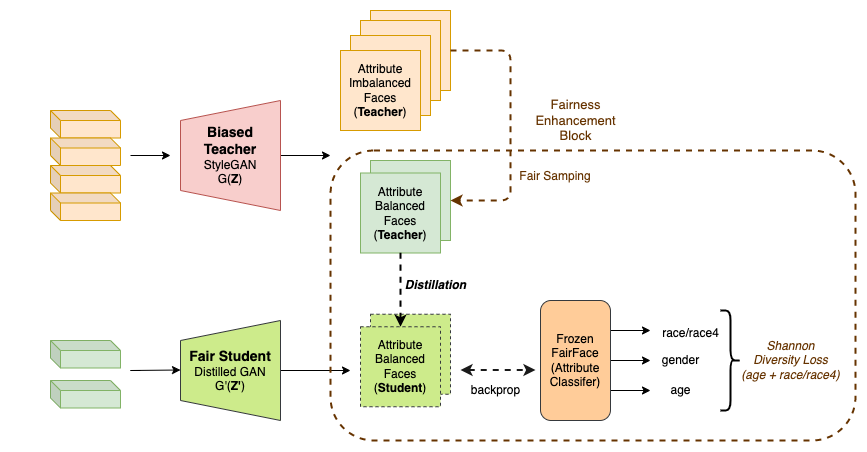 Attribute
Imbalanced
Faces
(Teacher)
Fairness
Enhancement
Block
Biased
Teacher
StyleGAN
G(Z)
Fair Samping
Attribute
Balanced
Faces
(Teacher)
Distillation
Fair Student
Distilled GAN
G'(Z')
Attribute
Balanced
Faces
(Student)
backprop
Frozen
FairFace
(Attribute
Classifer)
race/race4
gender
age
Shannon
Diversity Loss
(age + race/race4)